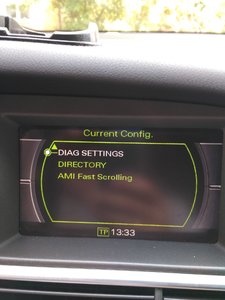 Current Config.
DIAG SETTINGS
DIRECTORY
AMI Fast Scrolling
TP 13:33